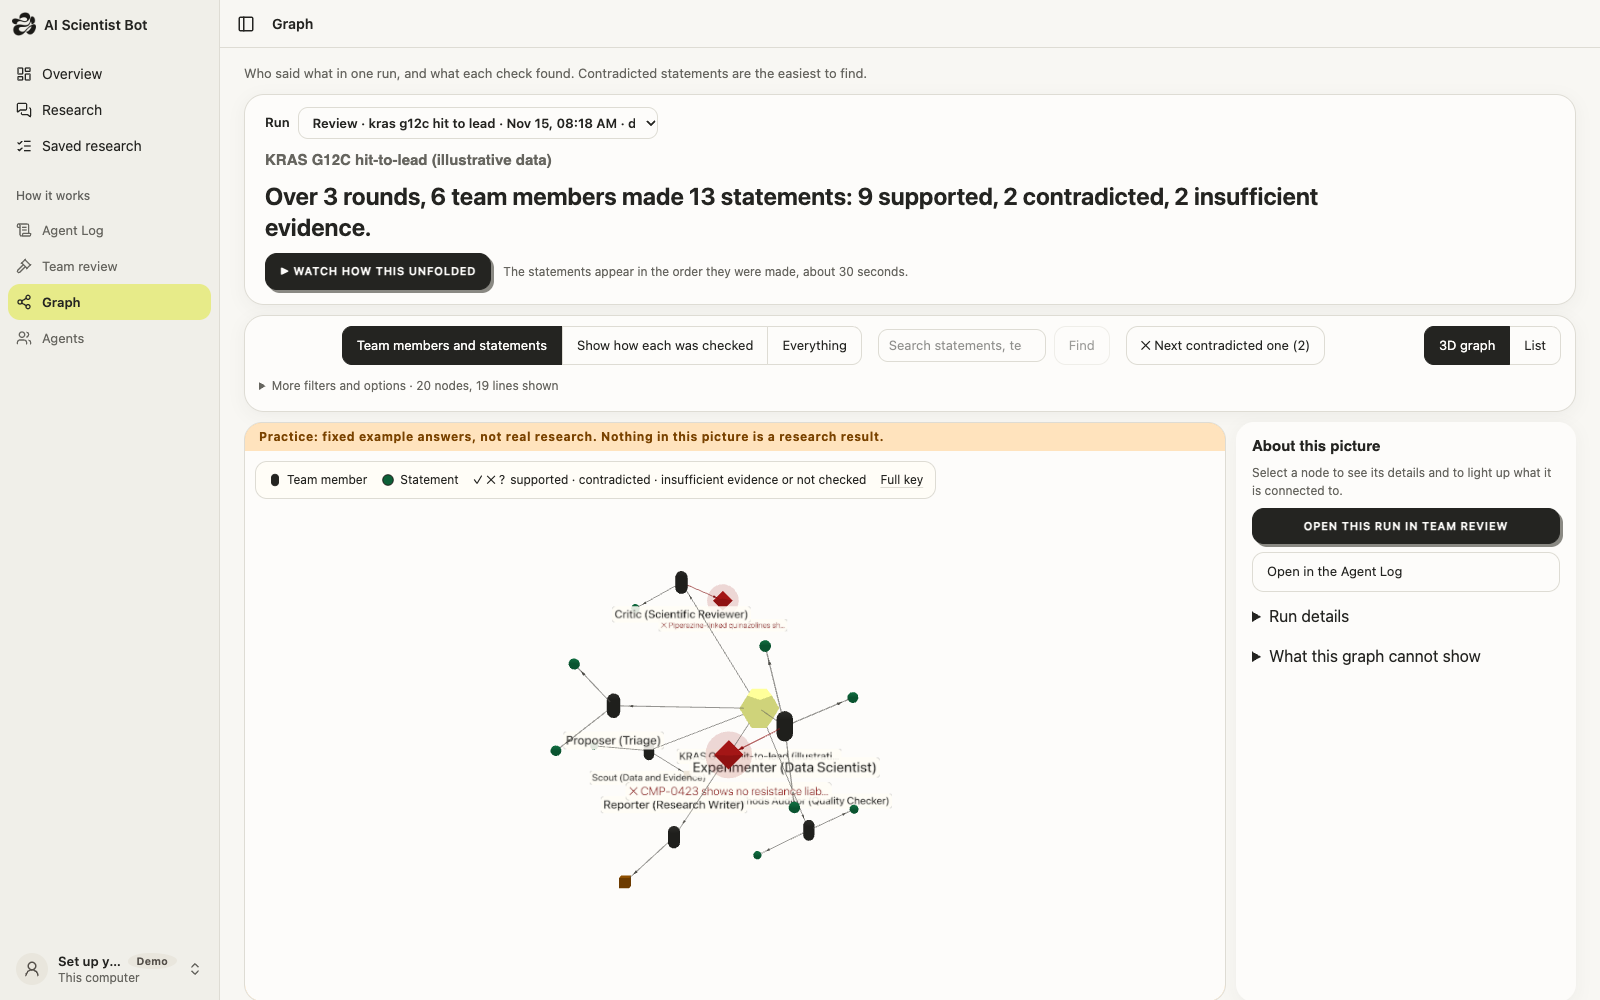 AI Scientist Bot
Overview
Research
Saved research
How it works
Agent Log
Team review
Graph
Agents
Set up y... Demo
This computer
Graph
Who said what in one run, and what each check found. Contradicted statements are the easiest to find.
Run Review · kras g12c hit to lead · Nov 15, 08:18 AM · d
KRAS G12C hit-to-lead (illustrative data)
Over 3 rounds, 6 team members made 13 statements: 9 supported, 2 contradicted, 2 insufficient
evidence.
WATCH HOW THIS UNFOLDED The statements appear in the order they were made, about 30 seconds.
Team members and statements Show how each was checked Everything Search statements, te Find ✕ Next contradicted one (2) 3D graph List
More filters and options · 20 nodes, 19 lines shown
Practice: fixed example answers, not real research. Nothing in this picture is a research result.
Team member Statement ✓ ✕ ? supported · contradicted · insufficient evidence or not checked Full key
Critic (Scientific Reviewer)
✕ Piperazine-linked quinazolines sh...
Proposer (Triage)
Experimenter (Data Scientist)
Scout (Data and Evidence)
✕ CMP-0423 shows no resistance liab...
Reporter (Research Writer)
(Quality Checker)
About this picture
Select a node to see its details and to light up what it
is connected to.
OPEN THIS RUN IN TEAM REVIEW
Open in the Agent Log
Run details
What this graph cannot show